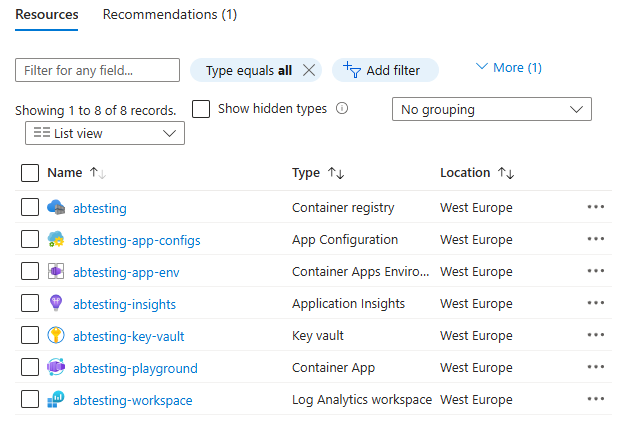 Resources Recommendations (1)
Filter for any field... Type equals all Add filter More (1)
Showing 1 to 8 of 8 records. Show hidden types No grouping
List view
Name Type Location
abtesting Container registry West Europe
abtesting-app-configs App Configuration West Europe
abtesting-app-env Container Apps Enviro... West Europe
abtesting-insights Application Insights West Europe
abtesting-key-vault Key vault West Europe
abtesting-playground Container App West Europe
abtesting-workspace Log Analytics workspace West Europe